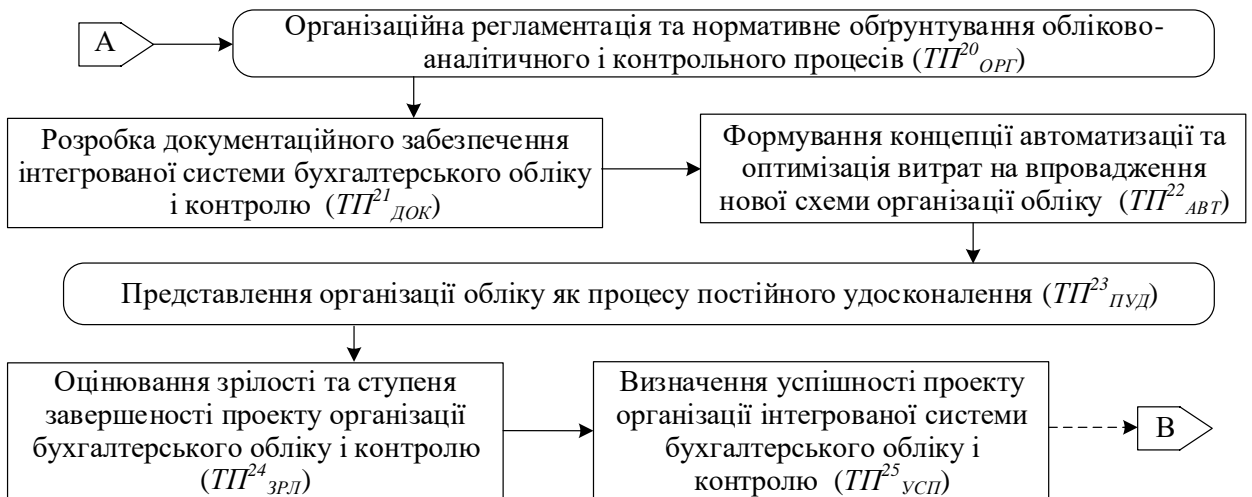 А
Організаційна регламентація та нормативне обґрунтування обліково-
аналітичного і контрольного процесів (ТП²⁰ОРГ)
Розробка документаційного забезпечення
інтегрованої системи бухгалтерського обліку
і контролю (ТП²¹ДОК)
Формування концепції автоматизації та
оптимізація витрат на впровадження
нової схеми організації обліку (ТП²²АВТ)
Представлення організації обліку як процесу постійного удосконалення (ТП²³ПУД)
Оцінювання зрілості та ступеня
завершеності проекту організації
бухгалтерського обліку і контролю
(ТП²⁴ЗРЛ)
Визначення успішності проекту
організації інтегрованої системи
бухгалтерського обліку і
контролю (ТП²⁵УСП)
В